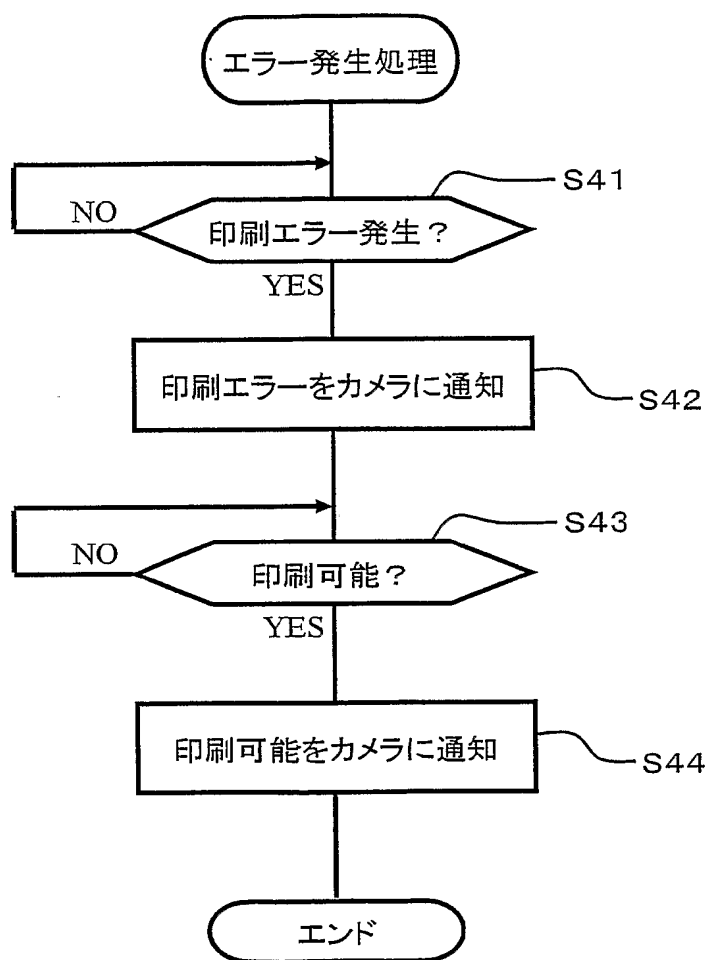 エラー発生処理
S41
NO
印刷エラー発生？
YES
印刷エラーをカメラに通知
S42
S43
NO
印刷可能？
YES
印刷可能をカメラに通知
S44
エンド